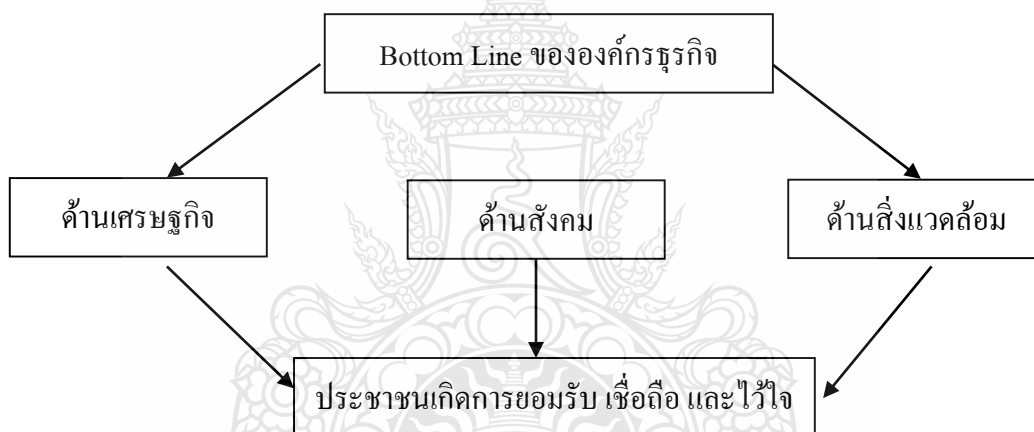 Bottom Line ขององค์กรธุรกิจ
ด้านเศรษฐกิจ
ด้านสังคม
ด้านสิ่งแวดล้อม
ประชาชนเกิดการยอมรับ เชื่อถือ และไว้ใจ